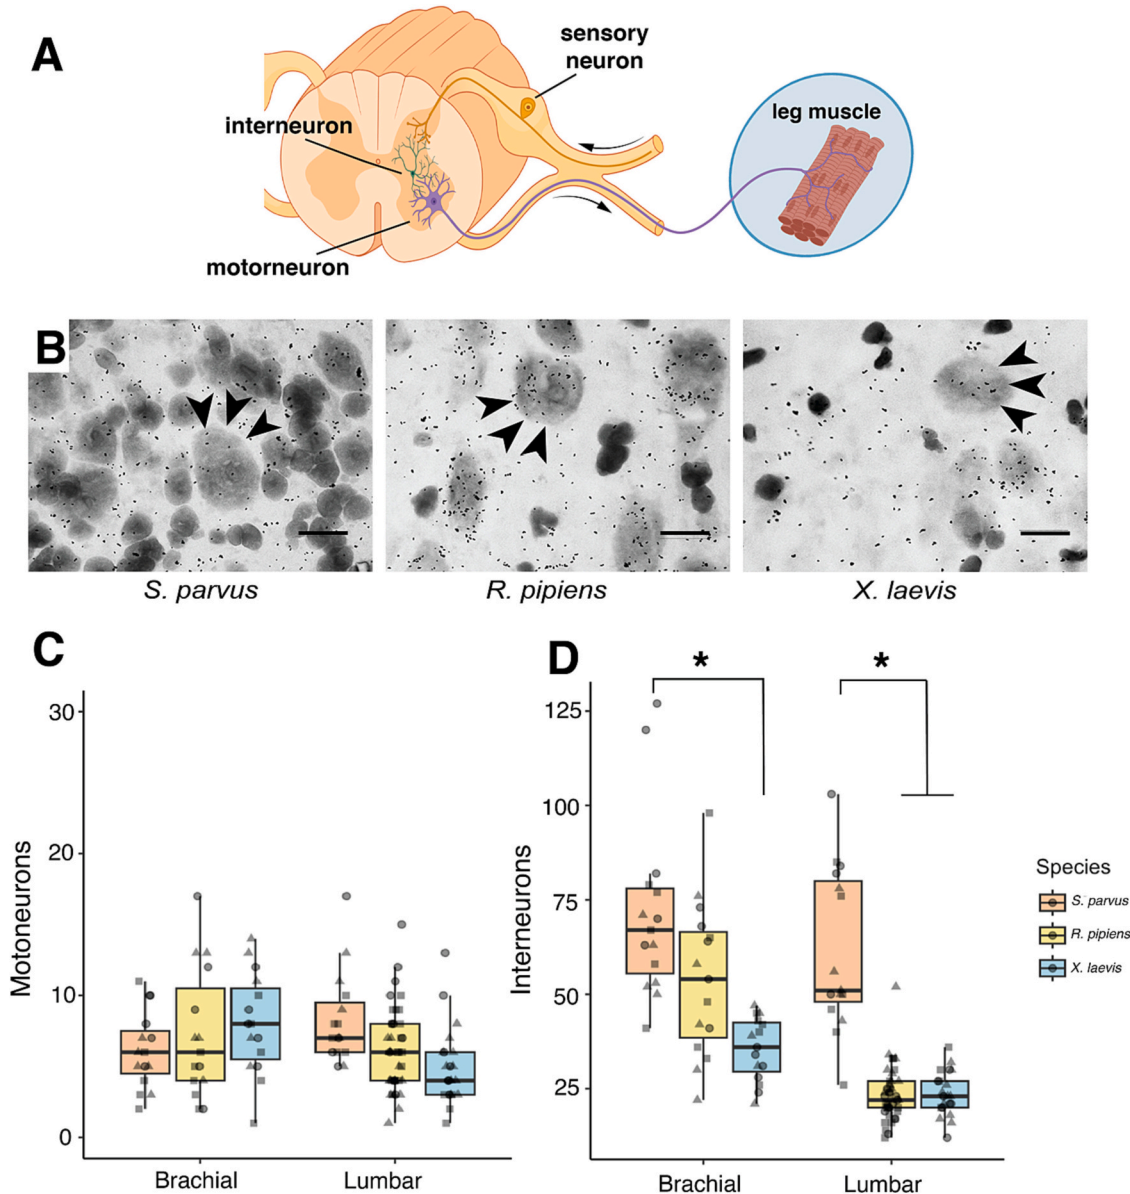 A
sensory
neuron
interneuron
leg muscle
motorneuron
B
S. parvus
R. pipiens
X. laevis
C
D
*
*
30
20
10
0
Motoneurons
Brachial
Lumbar
125
100
75
50
25
Interneurons
Brachial
Lumbar
Species
S. parvus
R. pipiens
X. laevis